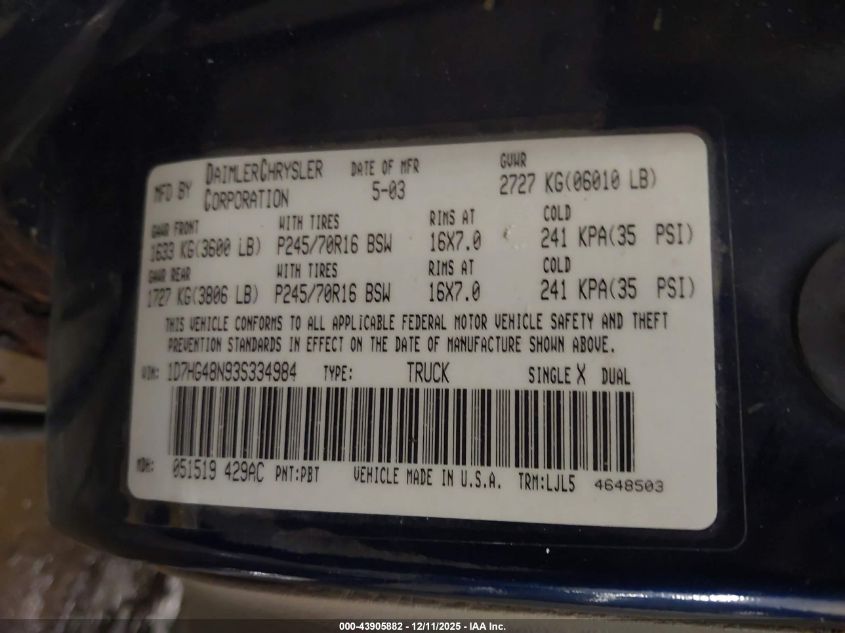 MFD BY DAIMLERCHRYSLER CORPORATION DATE OF MFR 5-03 GVWR 2727 KG(06010 LB)
GAWR FRONT WITH TIRES RIMS AT COLD
1633 KG(3600 LB) P245/70R16 BSW 16X7.0 241 KPA(35 PSI)
GAWR REAR WITH TIRES RIMS AT COLD
1727 KG(3806 LB) P245/70R16 BSW 16X7.0 241 KPA(35 PSI)
THIS VEHICLE CONFORMS TO ALL APPLICABLE FEDERAL MOTOR VEHICLE SAFETY AND THEFT
PREVENTION STANDARDS IN EFFECT ON THE DATE OF MANUFACTURE SHOWN ABOVE.
VIN: 1D7HG48N93S334984 TYPE: TRUCK SINGLE X DUAL
MDH: 051519 429AC PNT:PBT VEHICLE MADE IN U.S.A. TRM:LJL5 4648503
000-43905882 - 12/11/2025 - IAA Inc.